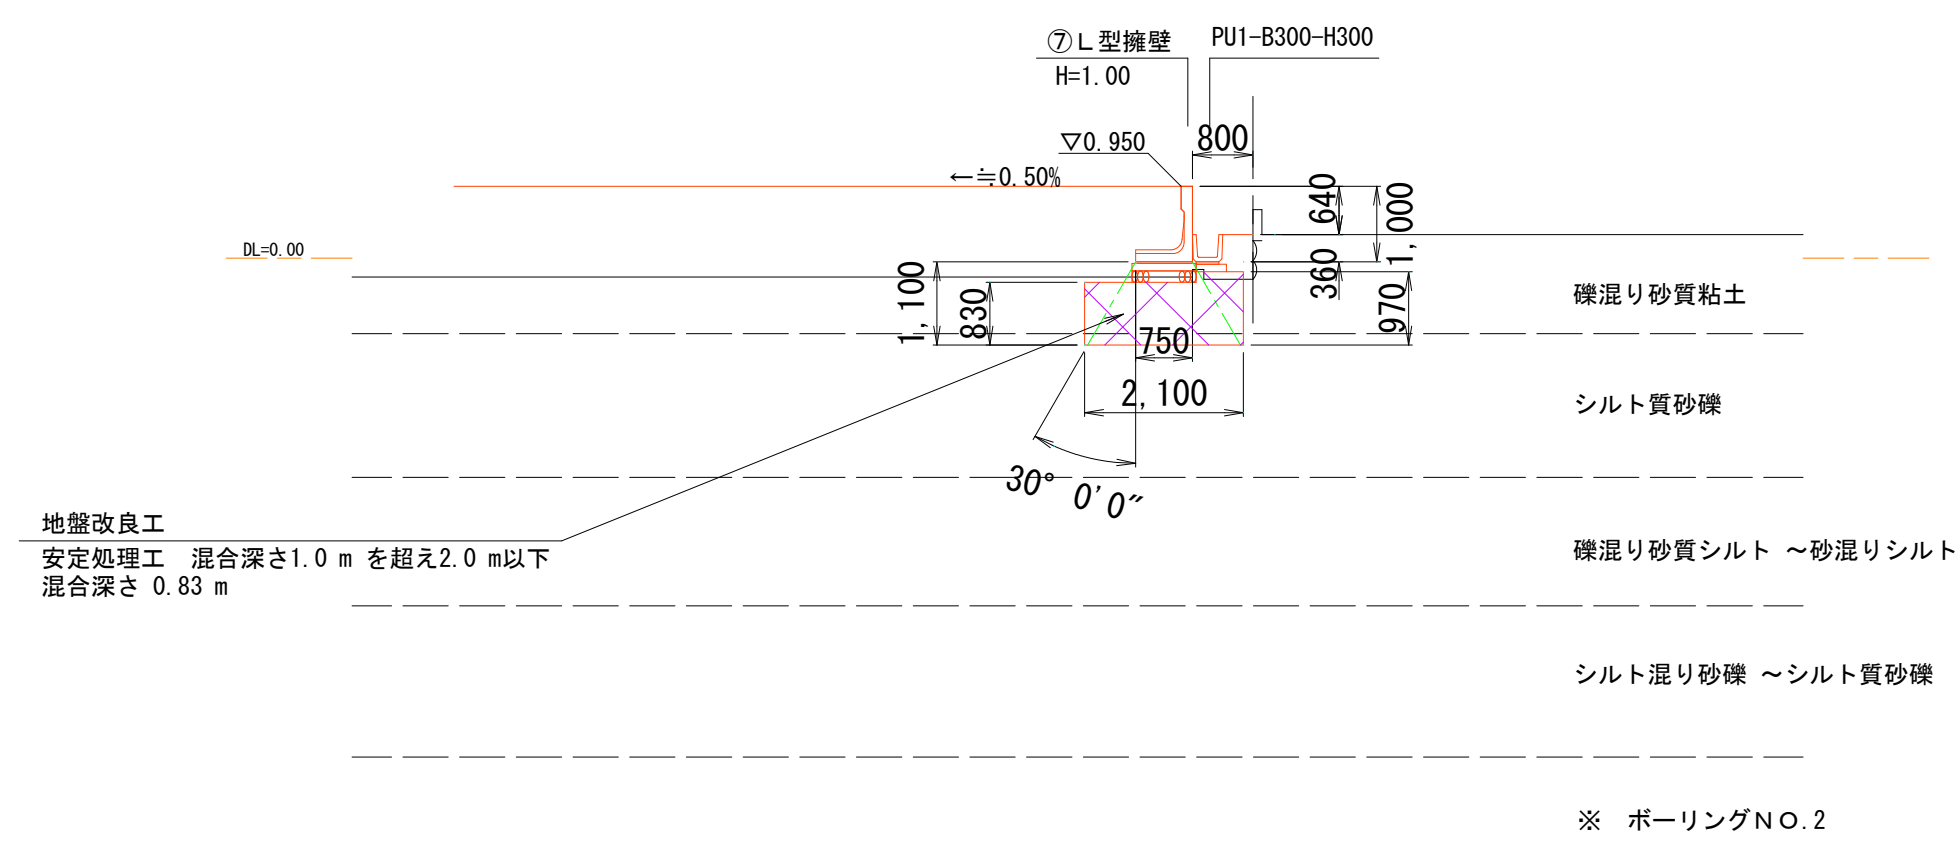 ⑦Ｌ型擁壁
H=1.00
PU1-B300-H300
▽0.950
800
←≒0.50%
DL=0.00
640
1,000
360
970
1,100
830
750
2,100
30° 0'0"
礫混り砂質粘土
シルト質砂礫
地盤改良工
安定処理工　混合深さ1.0 m を超え2.0 m以下
混合深さ 0.83 m
礫混り砂質シルト ～砂混りシルト
シルト混り砂礫 ～シルト質砂礫
※　ボーリングＮＯ.2